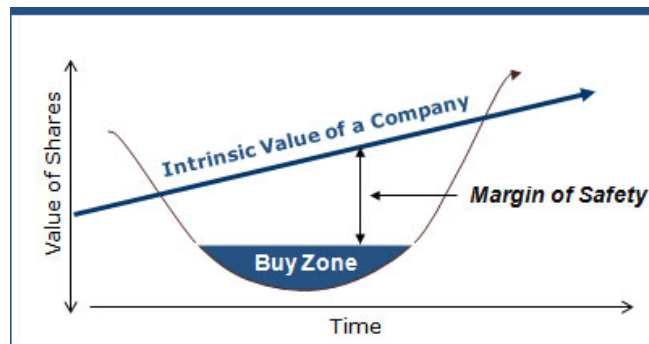 Value of Shares
Intrinsic Value of a Company
Margin of Safety
Buy Zone
Time